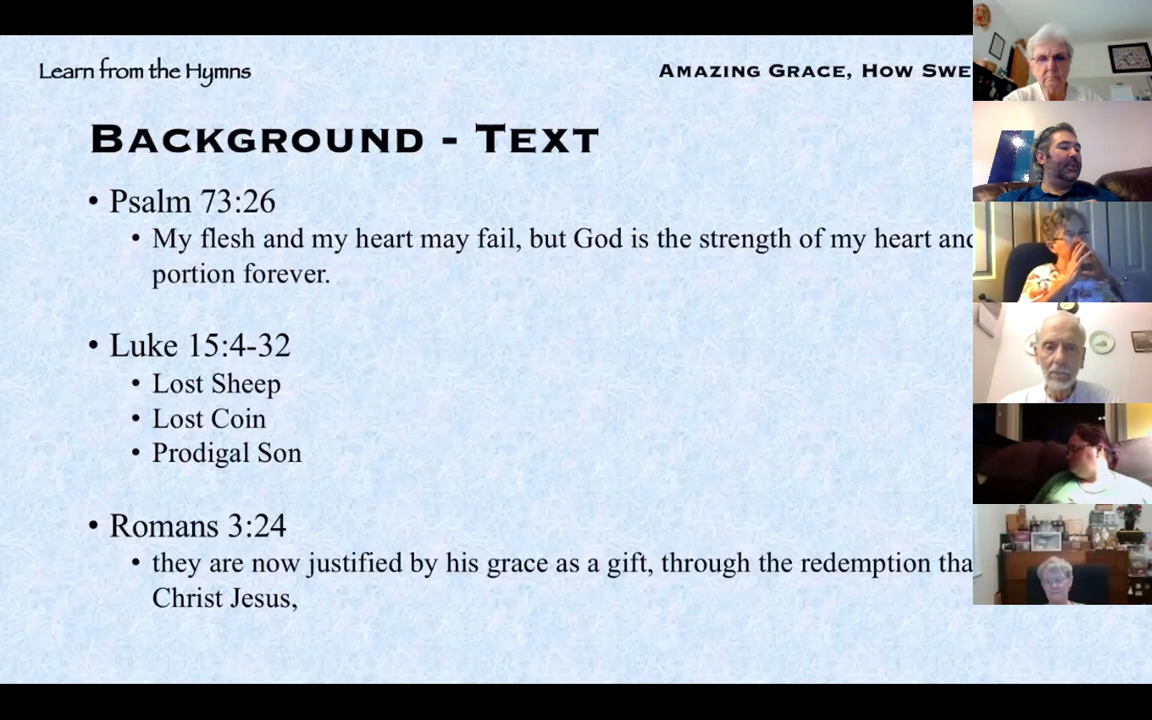 Learn from the Hymns
AMAZING GRACE, HOW SWE
BACKGROUND - TEXT
• Psalm 73:26
• My flesh and my heart may fail, but God is the strength of my heart and
portion forever.
• Luke 15:4-32
• Lost Sheep
• Lost Coin
• Prodigal Son
• Romans 3:24
• they are now justified by his grace as a gift, through the redemption tha
Christ Jesus,